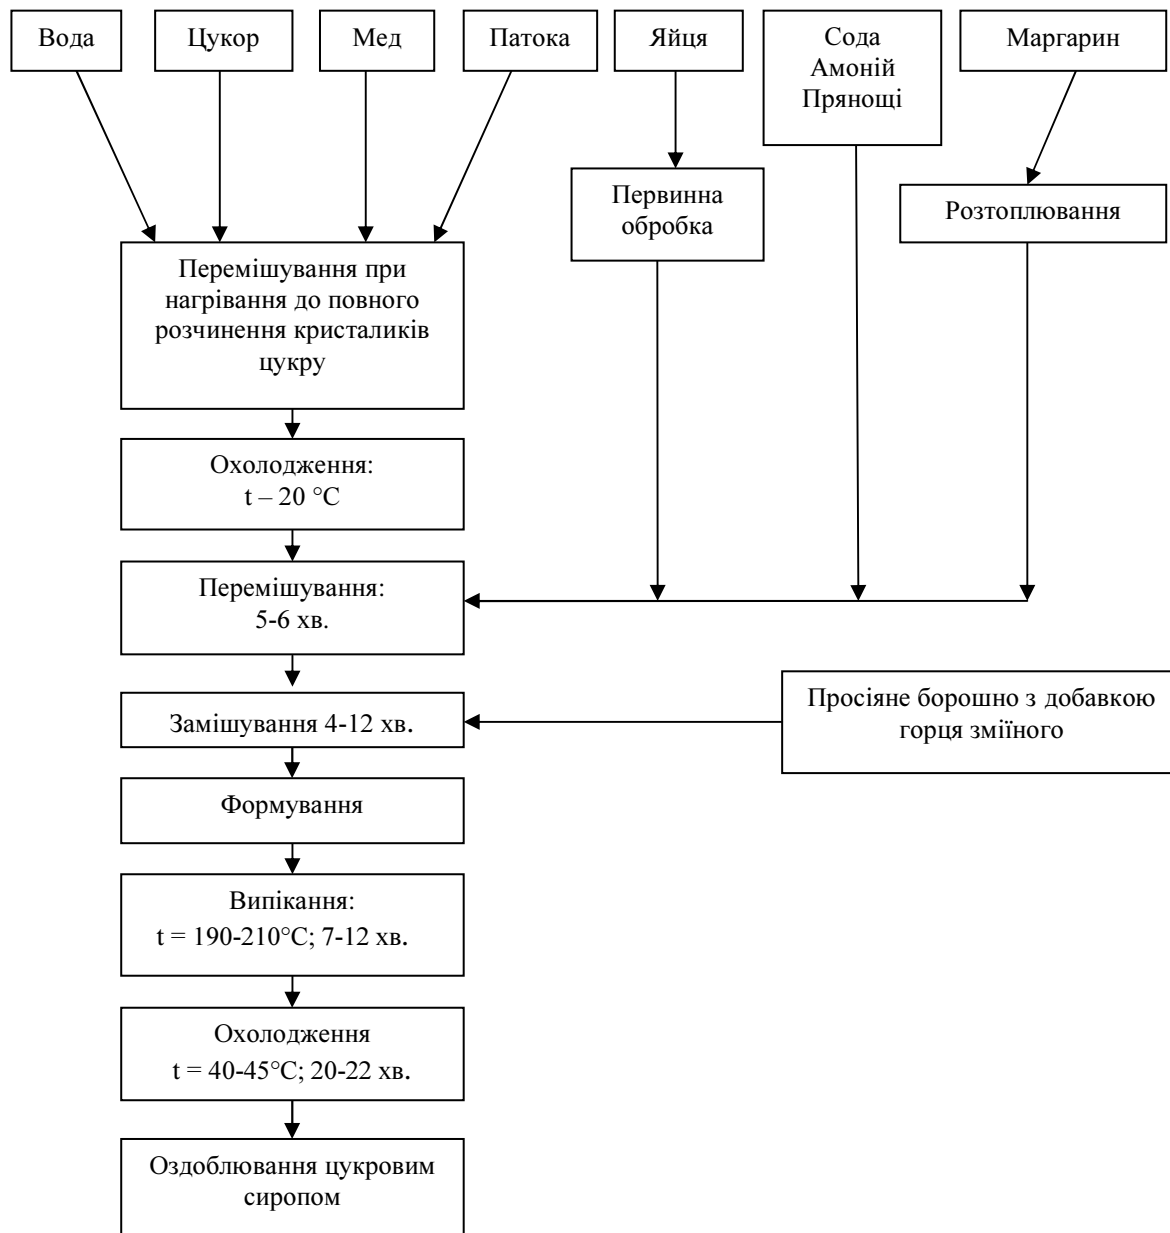 Вода
Цукор
Мед
Патока
Яйця
Сода
Амоній
Прянощі
Маргарин
Первинна
обробка
Розтоплювання
Перемішування при
нагрівання до повного
розчинення кристаликів
цукру
Охолодження:
t – 20 °C
Перемішування:
5-6 хв.
Замішування 4-12 хв.
Просіяне борошно з добавкою
горця зміїного
Формування
Випікання:
t = 190-210°C; 7-12 хв.
Охолодження
t = 40-45°C; 20-22 хв.
Оздоблювання цукровим
сиропом